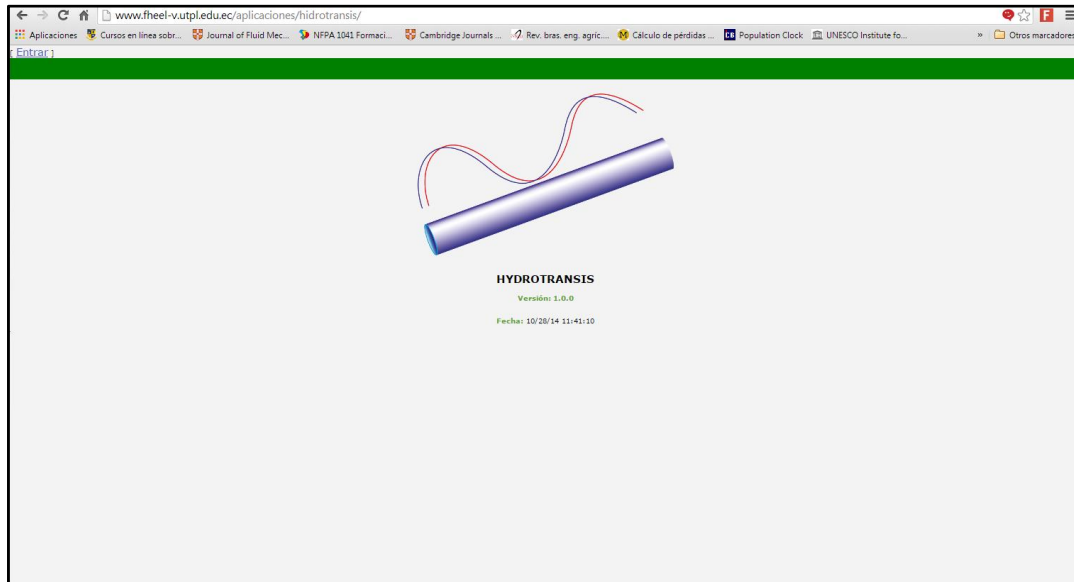 www.fheel-v.utpl.edu.ec/aplicaciones/hidrotransis/
Aplicaciones Cursos en línea sobr... Journal of Fluid Mec... NFPA 1041 Formaci... Cambridge Journals ... Rev. bras. eng. agríc.... Cálculo de pérdidas ... CB Population Clock UNESCO Institute fo... » Otros marcadores
[ Entrar ]
HYDROTRANSIS
Versión: 1.0.0
Fecha: 10/28/14 11:41:10